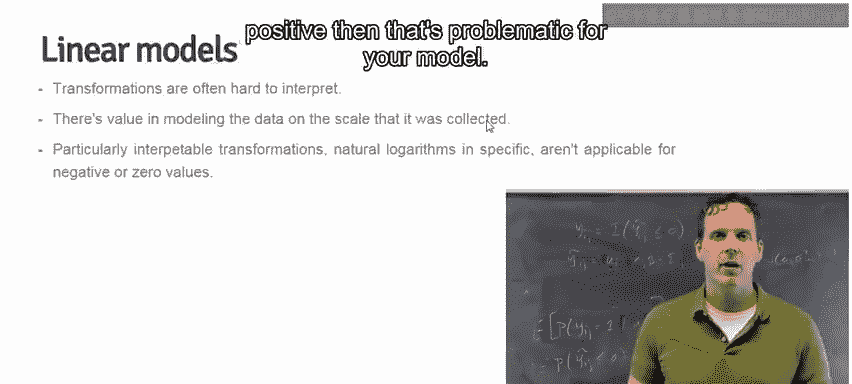 positive then that's problematic for
your model.
Linear models
- Transformations are often hard to interpret.
- There's value in modeling the data on the scale that it was collected.
- Particularly interpetable transformations, natural logarithms in specific, aren't applicable for
negative or zero values.